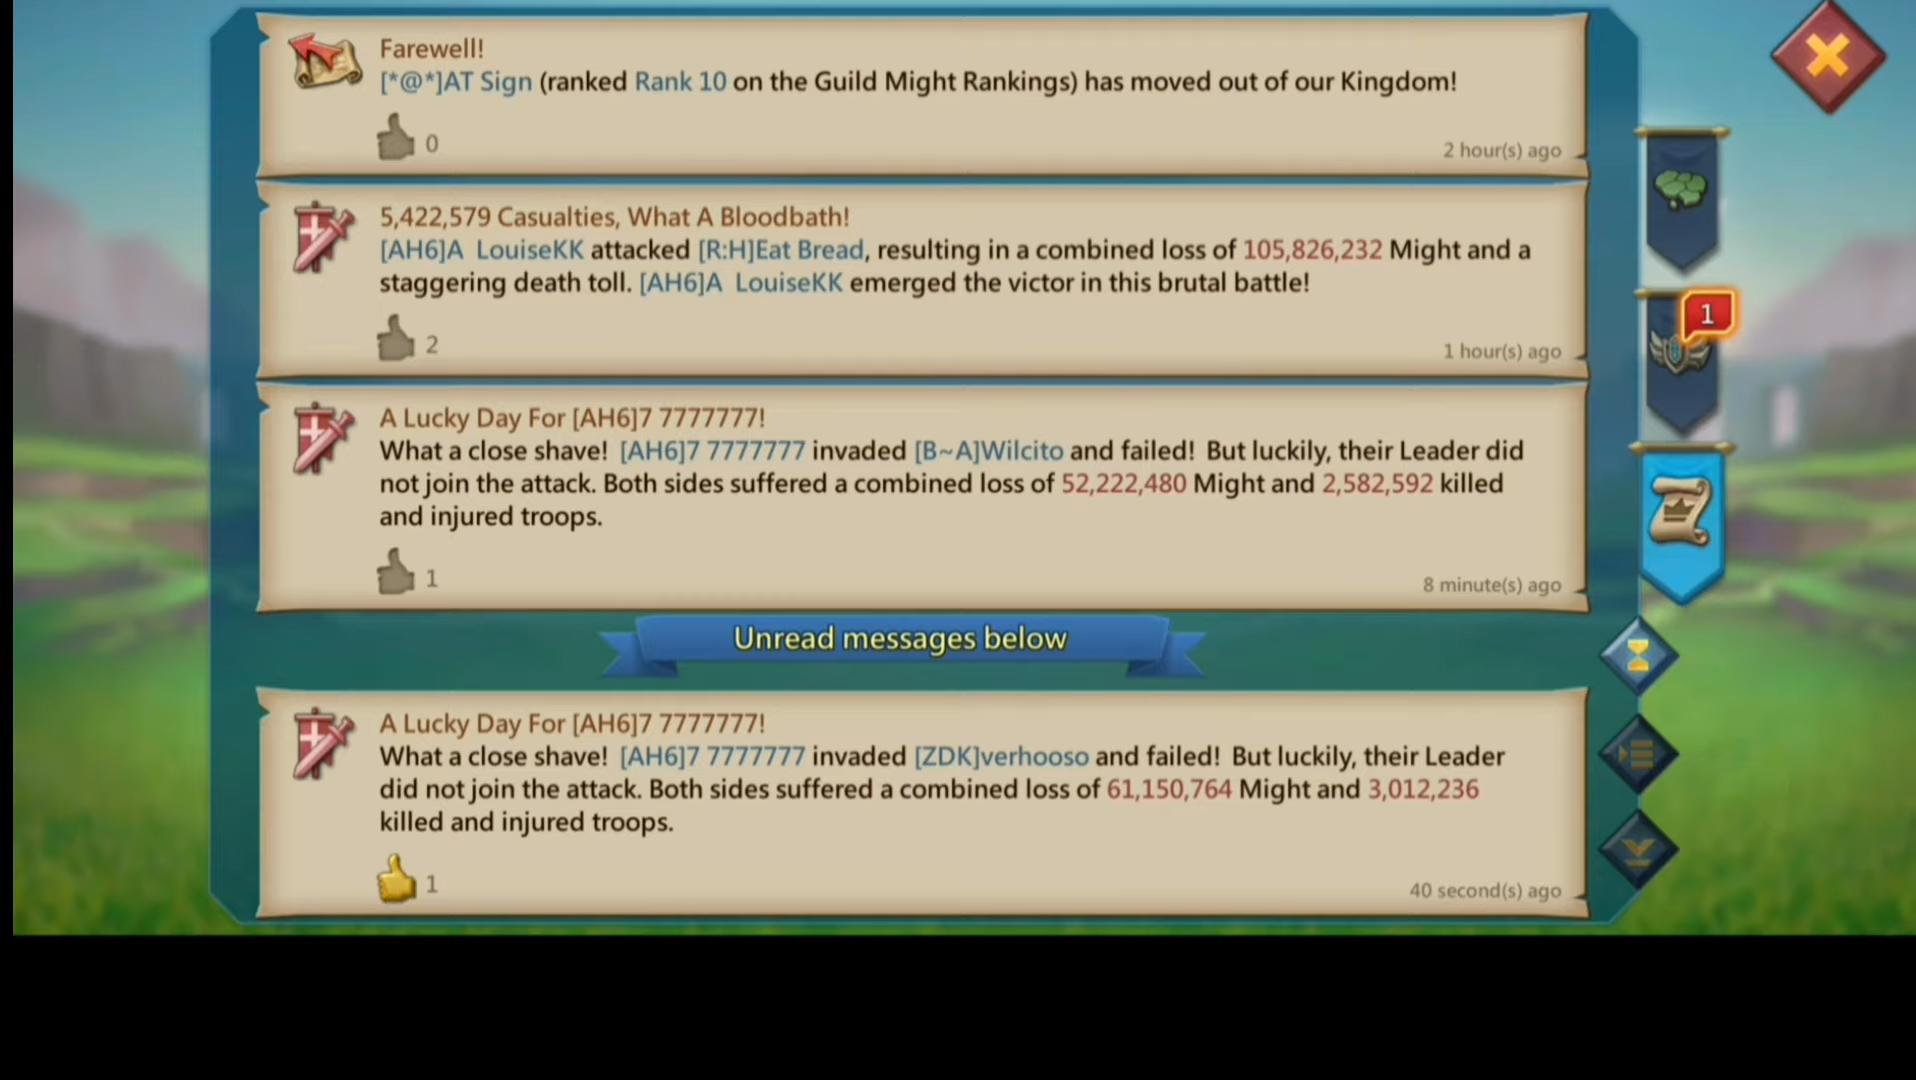 Farewell!
[*@*]AT Sign (ranked Rank 10 on the Guild Might Rankings) has moved out of our Kingdom!
0
2 hour(s) ago
5,422,579 Casualties, What A Bloodbath!
[AH6]A LouiseKK attacked [R:H]Eat Bread, resulting in a combined loss of 105,826,232 Might and a
staggering death toll. [AH6]A LouiseKK emerged the victor in this brutal battle!
2
1 hour(s) ago
1
A Lucky Day For [AH6]7 7777777!
What a close shave! [AH6]7 7777777 invaded [B~A]Wilcito and failed! But luckily, their Leader did
not join the attack. Both sides suffered a combined loss of 52,222,480 Might and 2,582,592 killed
and injured troops.
1
8 minute(s) ago
Unread messages below
A Lucky Day For [AH6]7 7777777!
What a close shave! [AH6]7 7777777 invaded [ZDK]verhooso and failed! But luckily, their Leader
did not join the attack. Both sides suffered a combined loss of 61,150,764 Might and 3,012,236
killed and injured troops.
1
40 second(s) ago